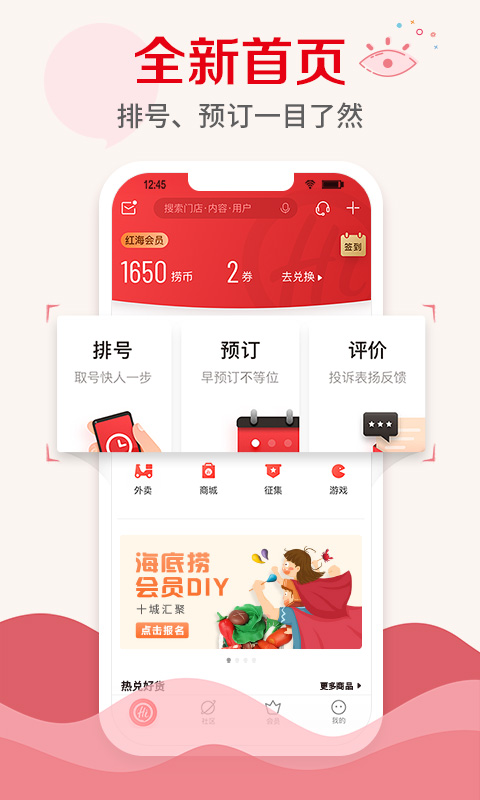 全新首页
排号、预订一目了然
12:45
搜索门店·内容·用户
红海会员
签到
1650 捞币
2 券
去兑换
排号
预订
评价
取号快人一步
早预订不等位
投诉表扬反馈
外卖
商城
征集
游戏
海底捞
会员DIY
十城汇聚
点击报名
热兑好货
更多商品
Hi
社区
会员
我的